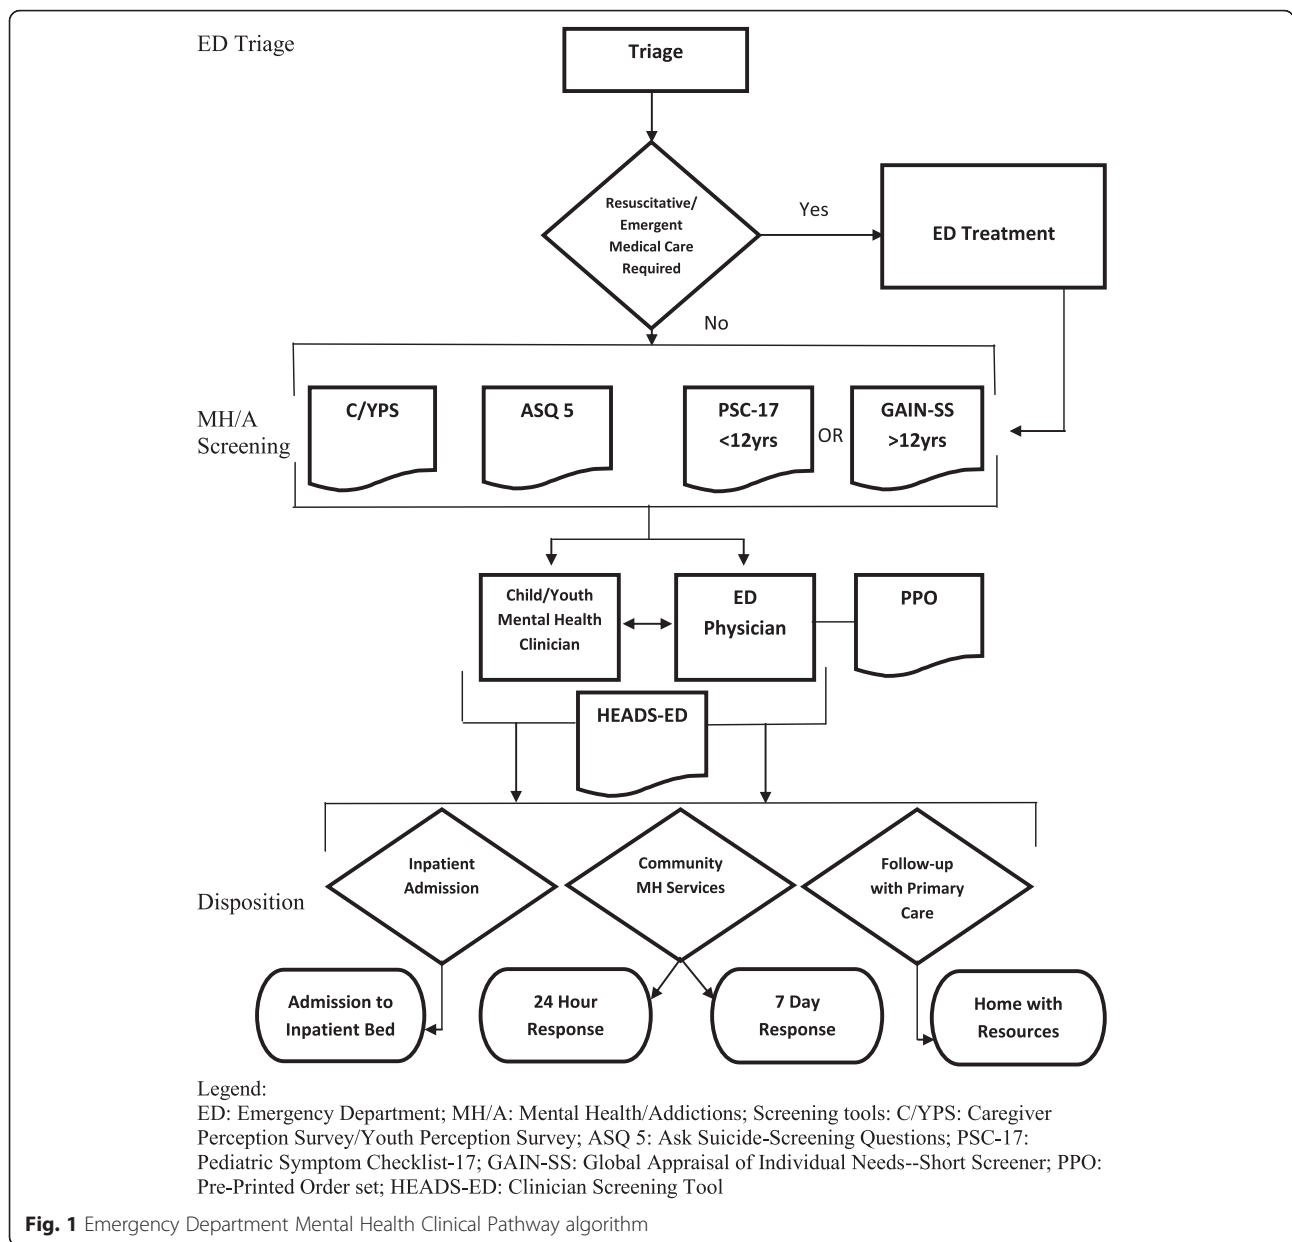 ED Triage
Triage
Resuscitative/
Emergent
Medical Care
Required
Yes
ED Treatment
No
MH/A
Screening
C/YPS
ASQ 5
PSC-17
<12yrs
OR
GAIN-SS
>12yrs
Child/Youth
Mental Health
Clinician
ED
Physician
PPO
HEADS-ED
Disposition
Inpatient
Admission
Community
MH Services
Follow-up
with Primary
Care
Admission to
Inpatient Bed
24 Hour
Response
7 Day
Response
Home with
Resources
Legend:
ED: Emergency Department; MH/A: Mental Health/Addictions; Screening tools: C/YPS: Caregiver
Perception Survey/Youth Perception Survey; ASQ 5: Ask Suicide-Screening Questions; PSC-17:
Pediatric Symptom Checklist-17; GAIN-SS: Global Appraisal of Individual Needs--Short Screener; PPO:
Pre-Printed Order set; HEADS-ED: Clinician Screening Tool
Fig. 1 Emergency Department Mental Health Clinical Pathway algorithm